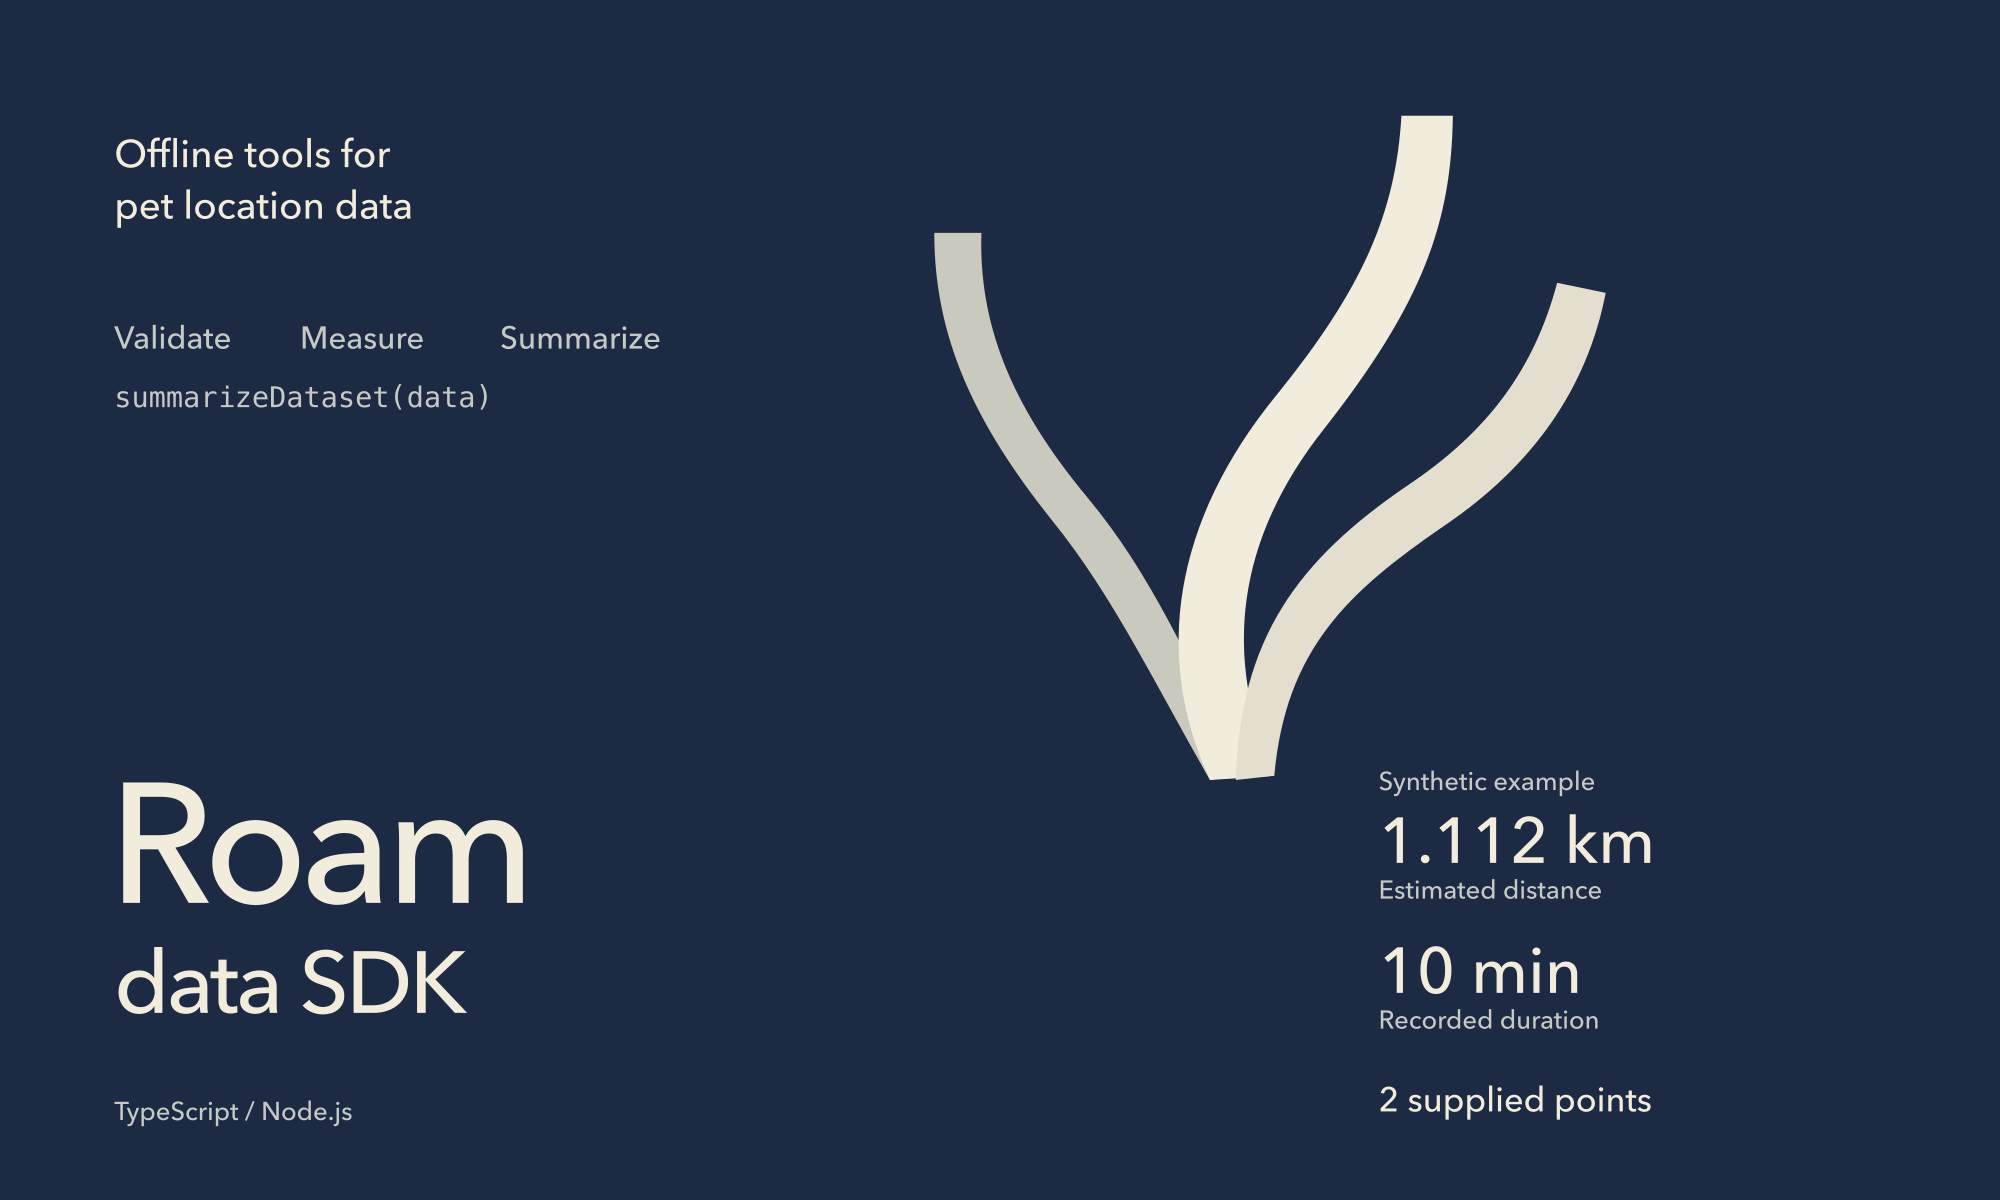 Offline tools for
pet location data
Validate Measure Summarize
summarizeDataset(data)
Roam
data SDK
TypeScript / Node.js
Synthetic example
1.112 km
Estimated distance
10 min
Recorded duration
2 supplied points